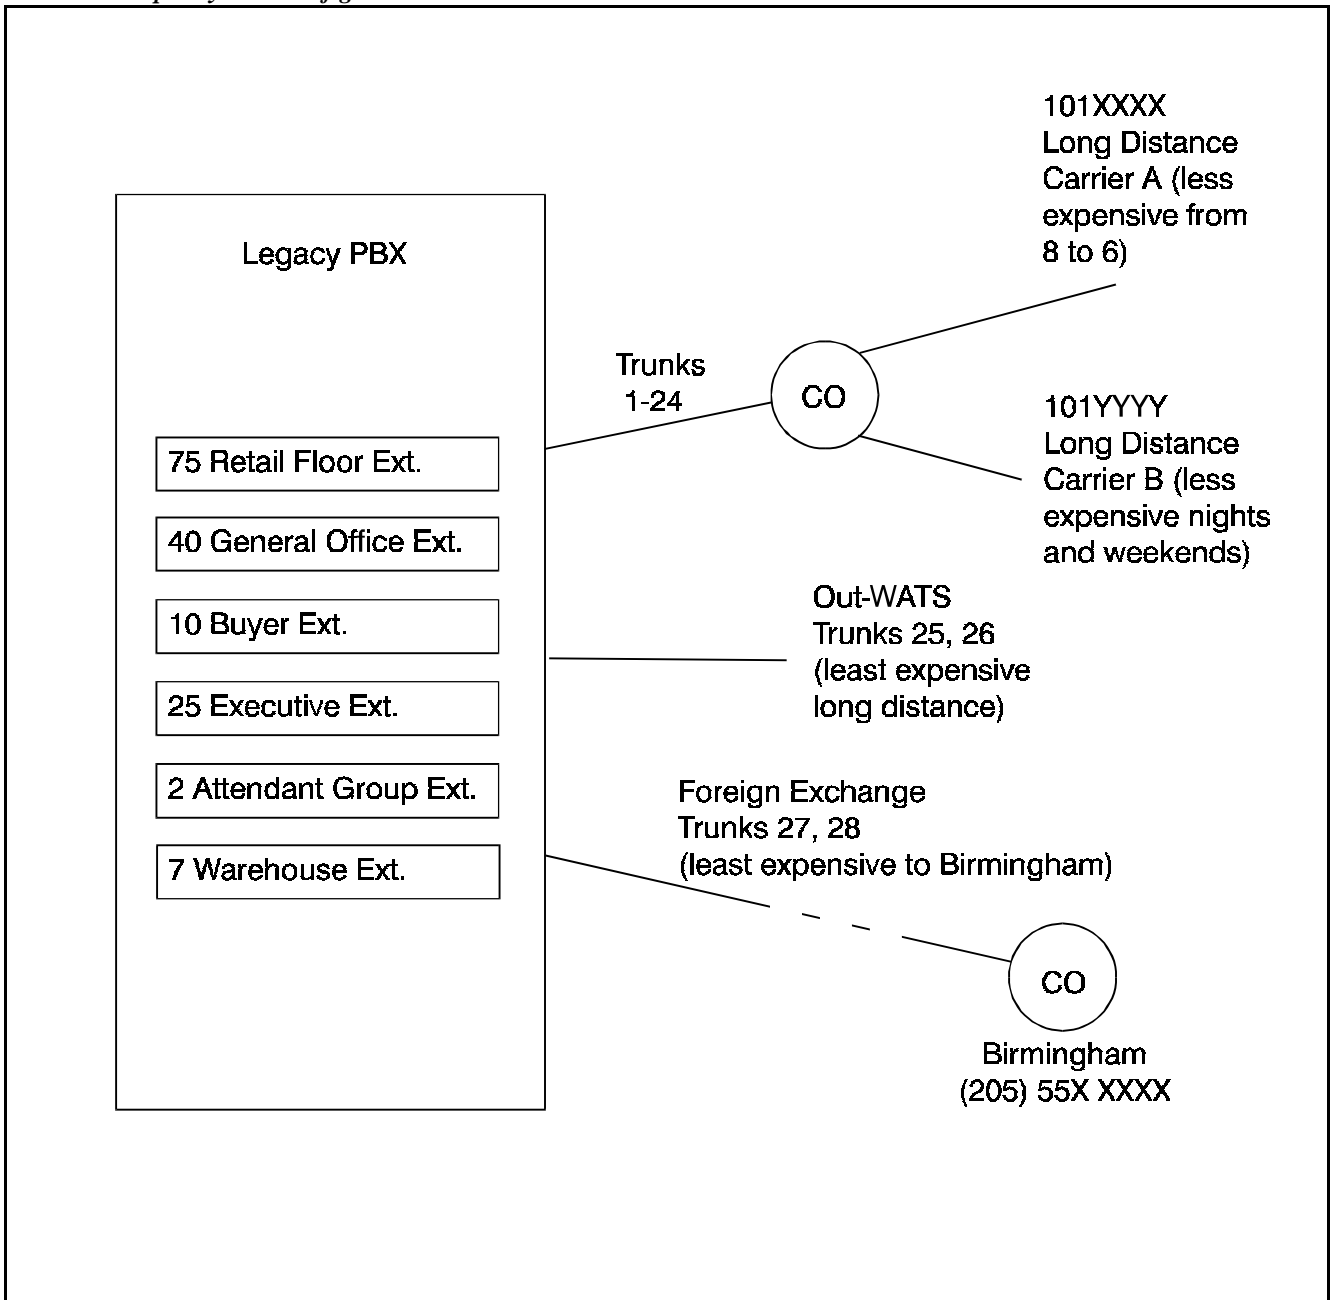 Legacy PBX
75 Retail Floor Ext.
40 General Office Ext.
10 Buyer Ext.
25 Executive Ext.
2 Attendant Group Ext.
7 Warehouse Ext.
Trunks
1-24
CO
101XXXX
Long Distance
Carrier A (less
expensive from
8 to 6)
101YYYY
Long Distance
Carrier B (less
expensive nights
and weekends)
Out-WATS
Trunks 25, 26
(least expensive
long distance)
Foreign Exchange
Trunks 27, 28
(least expensive to Birmingham)
CO
Birmingham
(205) 55X XXXX